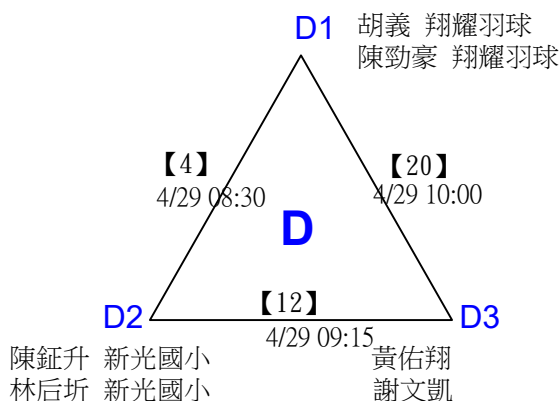 D1
胡義 翔耀羽球
陳勁豪 翔耀羽球
【4】
4/29 08:30
【20】
4/29 10:00
D
【12】
4/29 09:15
D2
D3
陳鉦升 新光國小
林后圻 新光國小
黃佑翔
謝文凱